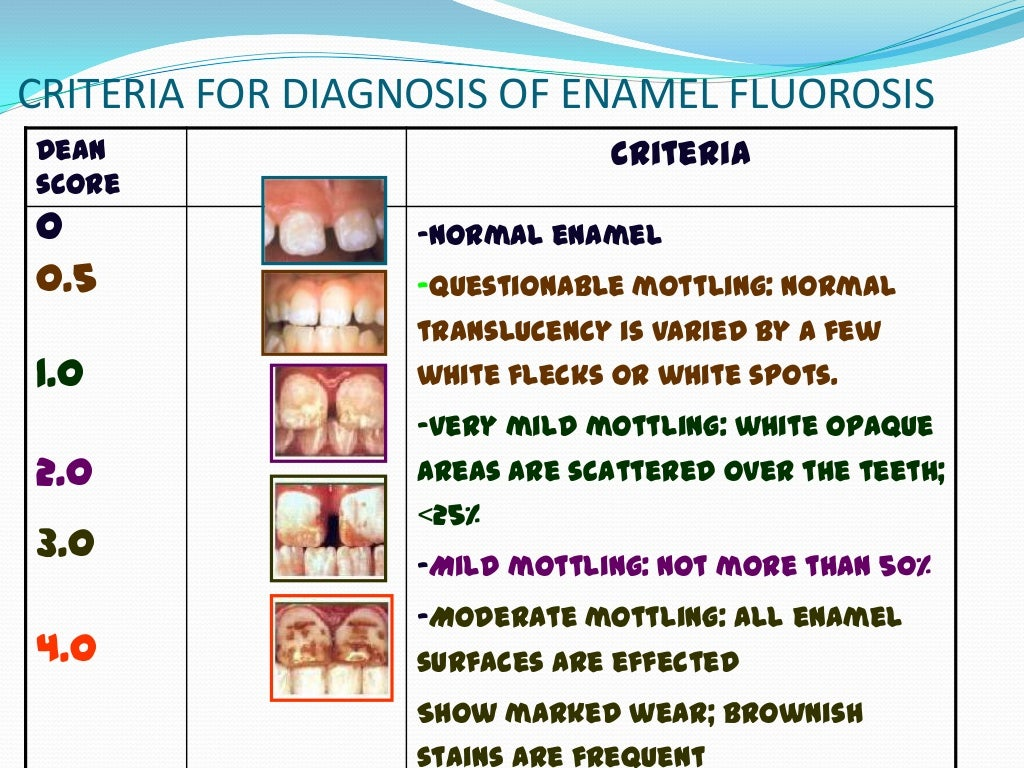 CRITERIA FOR DIAGNOSIS OF ENAMEL FLUOROSIS
DEAN
SCORE
CRITERIA
0
0.5
1.0
2.0
3.0
4.0
-NORMAL ENAMEL
-QUESTIONABLE MOTTLING: NORMAL
TRANSLUCENCY IS VARIED BY A FEW
WHITE FLECKS OR WHITE SPOTS.
-VERY MILD MOTTLING: WHITE OPAQUE
AREAS ARE SCATTERED OVER THE TEETH;
<25%
-MILD MOTTLING: NOT MORE THAN 50%
-MODERATE MOTTLING: ALL ENAMEL
SURFACES ARE EFFECTED
SHOW MARKED WEAR; BROWNISH
STAINS ARE FREQUENT